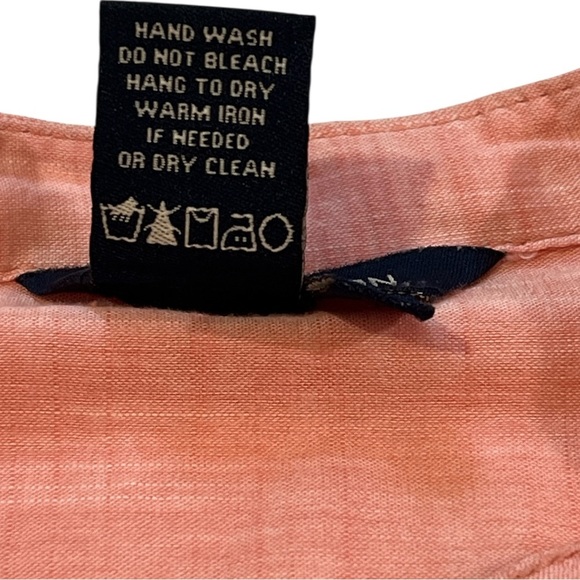 HAND WASH
DO NOT BLEACH
HANG TO DRY
WARM IRON
IF NEEDED
OR DRY CLEAN